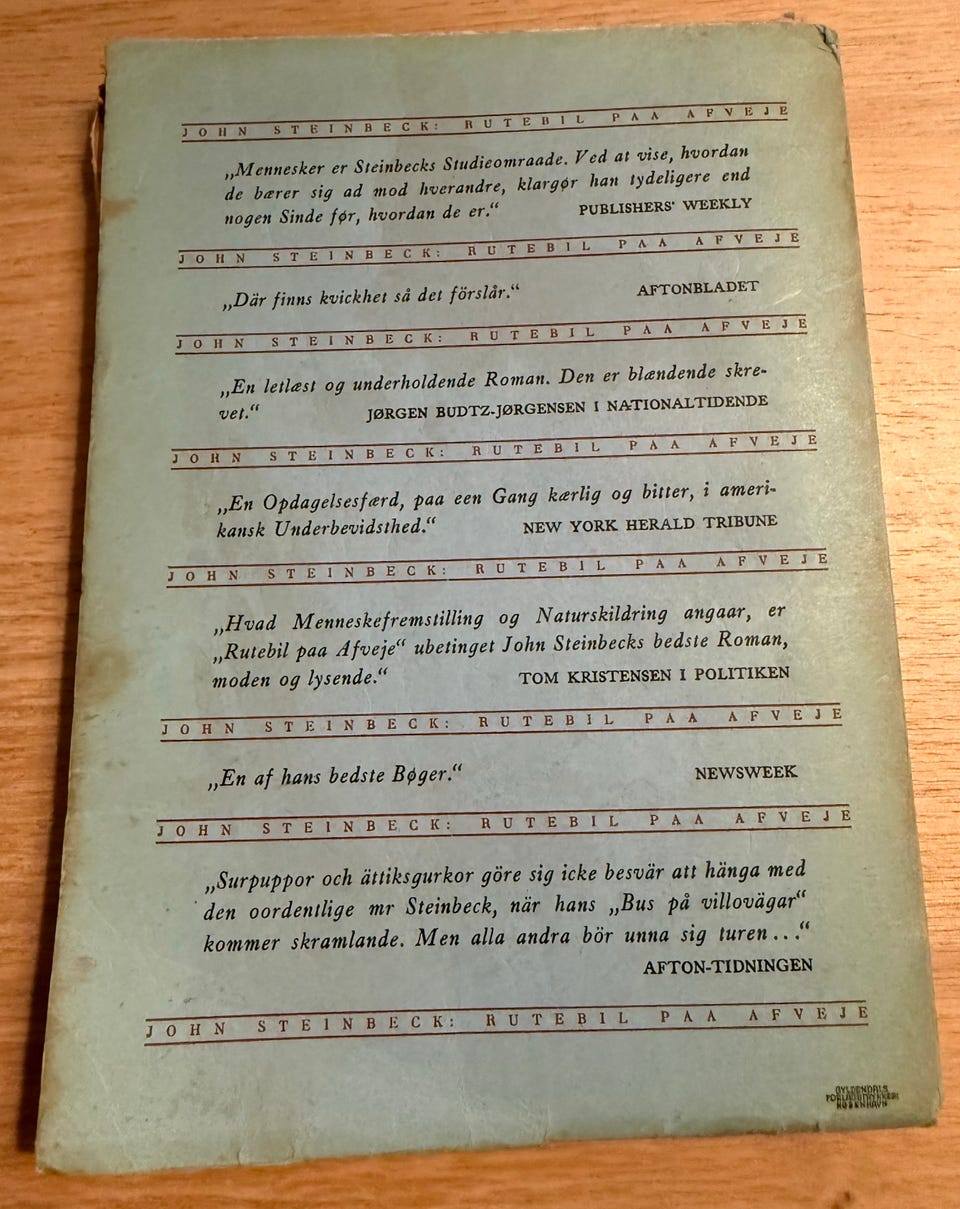 JOHN STEINBECK: RUTEBIL PAA AFVEJE
„Mennesker er Steinbecks Studieomraade. Ved at vise, hvordan
de bærer sig ad mod hverandre, klargør han tydeligere end
nogen Sinde før, hvordan de er.“ PUBLISHERS' WEEKLY
JOHN STEINBECK: RUTEBIL PAA AFVEJE
„Där finns kvickhet så det förslår.“ AFTONBLADET
JOHN STEINBECK: RUTEBIL PAA AFVEJE
„En letlæst og underholdende Roman. Den er blændende skre-
vet.“ JØRGEN BUDTZ-JØRGENSEN I NATIONALTIDENDE
JOHN STEINBECK: RUTEBIL PAA AFVEJE
„En Opdagelsesfærd, paa een Gang kærlig og bitter, i ameri-
kansk Underbevidsthed.“ NEW YORK HERALD TRIBUNE
JOHN STEINBECK: RUTEBIL PAA AFVEJE
„Hvad Menneskefremstilling og Naturskildring angaar, er
„Rutebil paa Afveje“ ubetinget John Steinbecks bedste Roman,
moden og lysende.“ TOM KRISTENSEN I POLITIKEN
JOHN STEINBECK: RUTEBIL PAA AFVEJE
„En af hans bedste Bøger.“ NEWSWEEK
JOHN STEINBECK: RUTEBIL PAA AFVEJE
„Surpuppor och ättiksgurkor göre sig icke besvär att hänga med
den oordentlige mr Steinbeck, när hans „Bus på villovägar“
kommer skramlande. Men alla andra bör unna sig turen...“
AFTON-TIDNINGEN
JOHN STEINBECK: RUTEBIL PAA AFVEJE
GYLDENDALS
FORLAGSTRYKKERI
KØBENHAVN